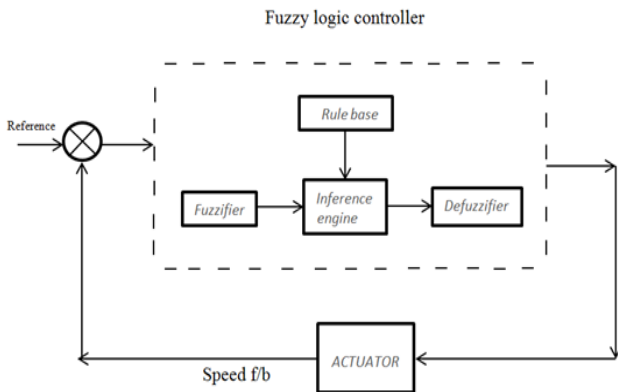 Fuzzy logic controller
Reference
Rule base
Fuzzifier
Inference
engine
Defuzzifier
ACTUATOR
Speed f/b